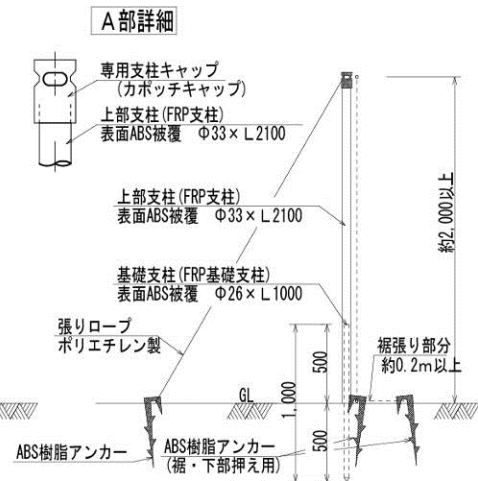 A部詳細
専用支柱キャップ
(カポッチキャップ)
上部支柱(FRP支柱)
表面ABS被覆 Φ33×L2100
上部支柱(FRP支柱)
表面ABS被覆 Φ33×L2100
基礎支柱(FRP基礎支柱)
表面ABS被覆 Φ26×L1000
張りロープ
ポリエチレン製
約2,000以上
裾張り部分
約0.2m以上
500
1,000
GL
500
ABS樹脂アンカー
ABS樹脂アンカー
(裾・下部押え用)